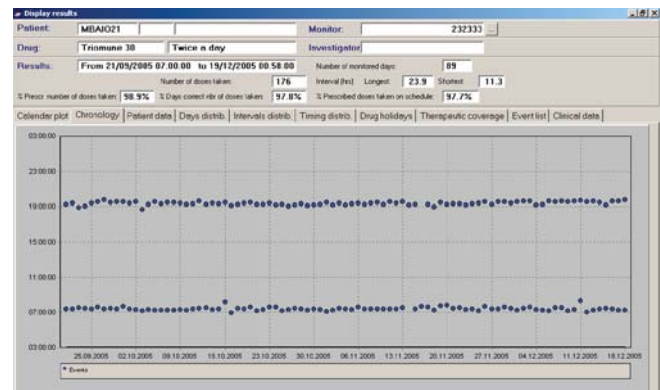 Display results
Patient: MBAIO21 Monitor: 232333 ...
Drug: Triomune 30 Twice a day Investigator
Results: From 21/09/2005 07.00.00 to 19/12/2005 00.58.00 Number of monitored days: 89
Number of doses taken: 176 Interval (hrs) Longest: 23.9 Shortest: 11.3
% Prescr. number of doses taken: 98.9% % Days correct nbr of doses taken: 97.8% % Prescribed doses taken on schedule: 97.7%
Calendar plot Chronology Patient data Days distrib. Intervals distrib. Timing distrib. Drug holidays Therapeutic coverage Event list Clinical data
03:00:00
23:00:00
19:00:00
15:00:00
11:00:00
07:00:00
03:00:00
25.09.2005 02.10.2005 09.10.2005 16.10.2005 23.10.2005 30.10.2005 06.11.2005 13.11.2005 20.11.2005 27.11.2005 04.12.2005 11.12.2005 18.12.2005
* Events